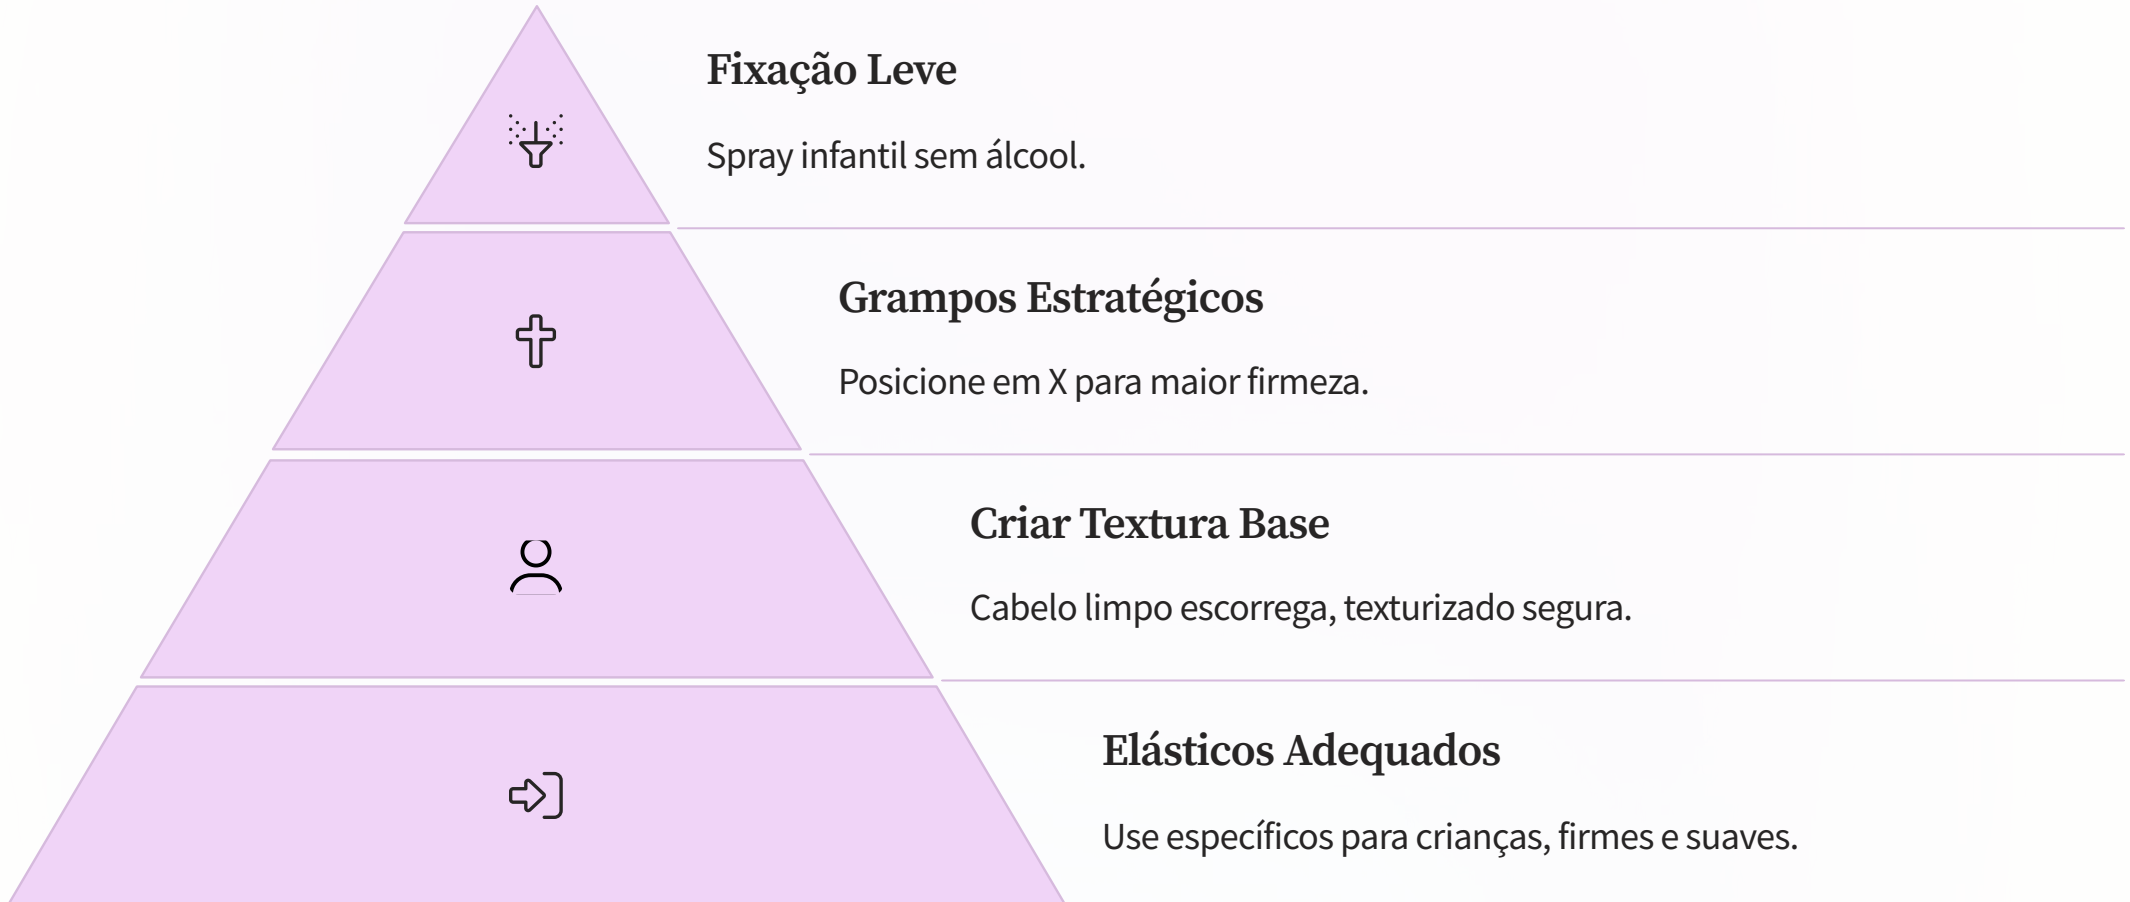 Fixação Leve
Spray infantil sem álcool.
Grampos Estratégicos
Posicione em X para maior firmeza.
Criar Textura Base
Cabelo limpo escorrega, texturizado segura.
Elásticos Adequados
Use específicos para crianças, firmes e suaves.